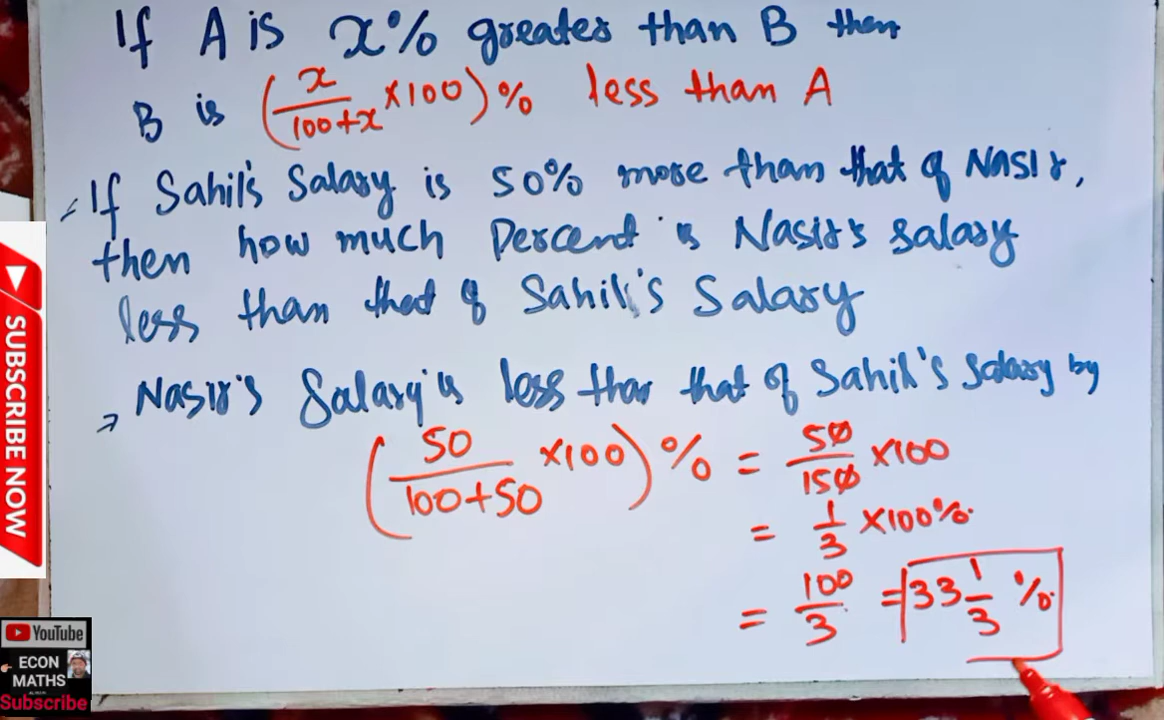 If A is x% greater than B then
B is (x/100+x ×100)% less than A
If Sahil's Salary is 50% more than that of Nasir,
then how much Percent is Nasir's salary
less than that of Sahil's Salary
→ Nasir's Salary is less than that of Sahil's Salary by
(50/100+50 ×100)% = 50/150 ×100
= 1/3 ×100%
= 100/3 = 33 1/3 %
SUBSCRIBE NOW
YouTube
ECON
MATHS
Subscribe